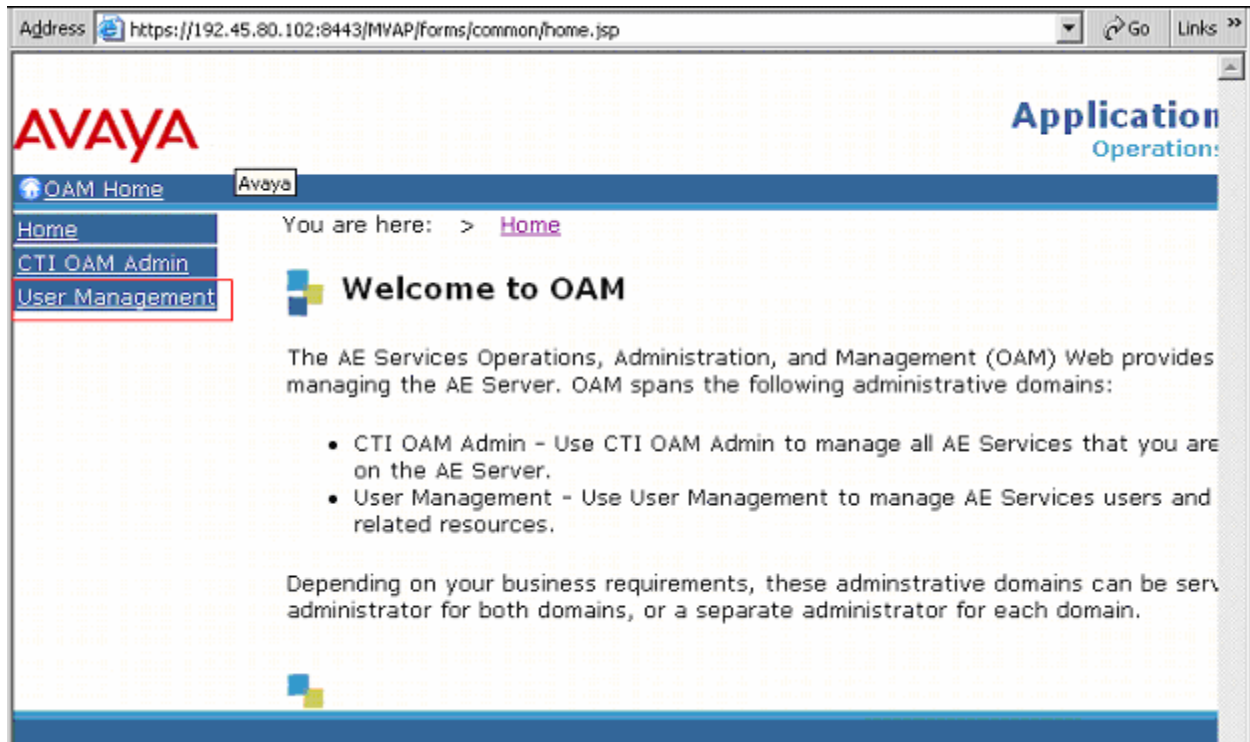 Address https://192.45.80.102:8443/MVAP/forms/common/home.jsp Go Links »
AVAYA
Application
Operations
OAM Home
Avaya
Home
You are here: > Home
CTI OAM Admin
User Management
Welcome to OAM
The AE Services Operations, Administration, and Management (OAM) Web provides
managing the AE Server. OAM spans the following administrative domains:
• CTI OAM Admin - Use CTI OAM Admin to manage all AE Services that you are
on the AE Server.
• User Management - Use User Management to manage AE Services users and
related resources.
Depending on your business requirements, these adminstrative domains can be serv
administrator for both domains, or a separate administrator for each domain.